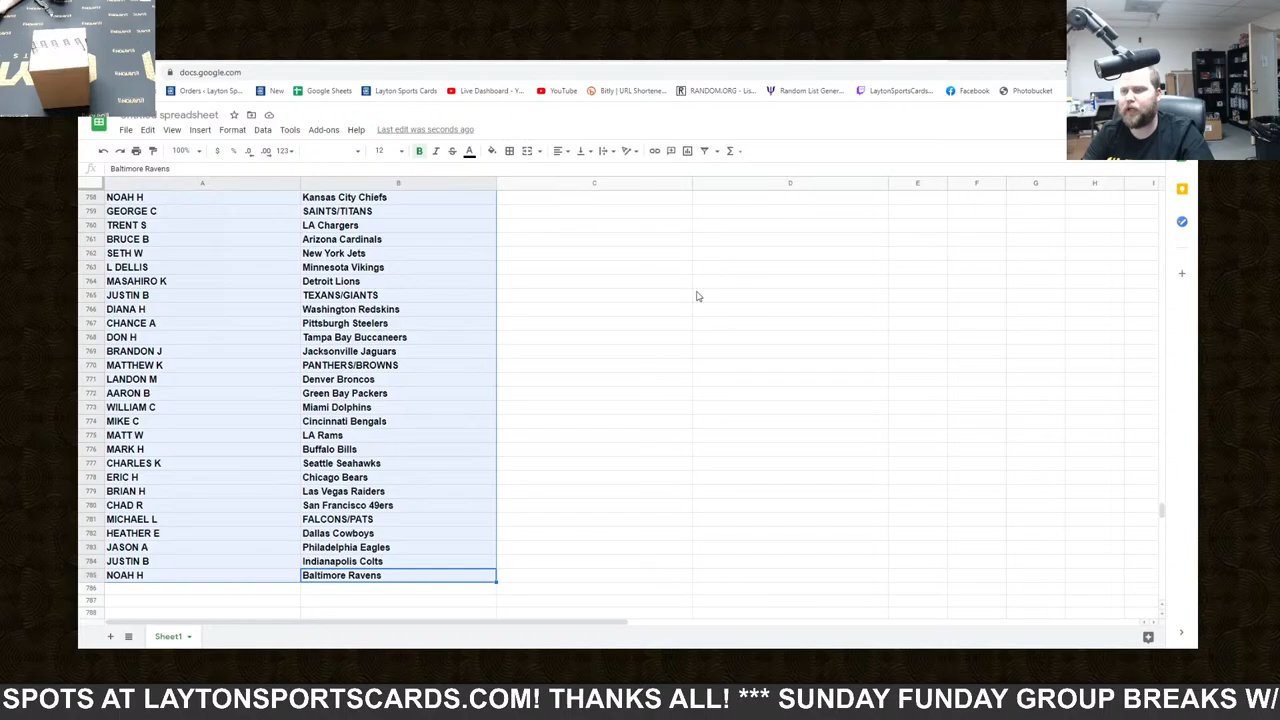 docs.google.com
Orders ‹ Layton Sp... New Google Sheets Layton Sports Cards Live Dashboard - Y... YouTube Bitly | URL Shortene... RANDOM.ORG - Lis... Random List Gener... LaytonSportsCards... Facebook Photobucket
spreadsheet
File Edit View Insert Format Data Tools Add-ons Help Last edit was seconds ago
100% $ % .0 .00 123 12 B
fx Baltimore Ravens
A B C D E F G H I
758 NOAH H Kansas City Chiefs
759 GEORGE C SAINTS/TITANS
760 TRENT S LA Chargers
761 BRUCE B Arizona Cardinals
762 SETH W New York Jets
763 L DELLIS Minnesota Vikings
764 MASAHIRO K Detroit Lions
765 JUSTIN B TEXANS/GIANTS
766 DIANA H Washington Redskins
767 CHANCE A Pittsburgh Steelers
768 DON H Tampa Bay Buccaneers
769 BRANDON J Jacksonville Jaguars
770 MATTHEW K PANTHERS/BROWNS
771 LANDON M Denver Broncos
772 AARON B Green Bay Packers
773 WILLIAM C Miami Dolphins
774 MIKE C Cincinnati Bengals
775 MATT W LA Rams
776 MARK H Buffalo Bills
777 CHARLES K Seattle Seahawks
778 ERIC H Chicago Bears
779 BRIAN H Las Vegas Raiders
780 CHAD R San Francisco 49ers
781 MICHAEL L FALCONS/PATS
782 HEATHER E Dallas Cowboys
783 JASON A Philadelphia Eagles
784 JUSTIN B Indianapolis Colts
785 NOAH H Baltimore Ravens
786
787
788
Sheet1
SPOTS AT LAYTONSPORTSCARDS.COM! THANKS ALL! *** SUNDAY FUNDAY GROUP BREAKS W/